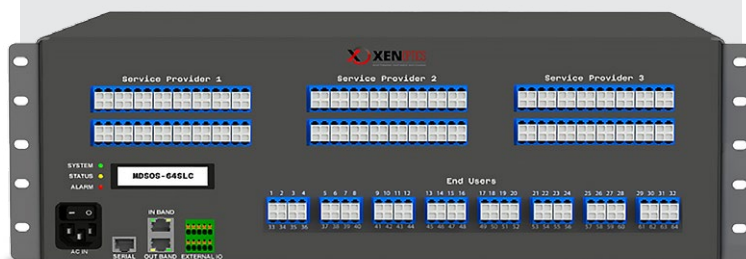 XENOPTICS
Service Provider 1 Service Provider 2 Service Provider 3
SYSTEM
STATUS
ALARM
MDSOS-64SLC
End Users
1 2 3 4 5 6 7 8 9 10 11 12 13 14 15 16 17 18 19 20 21 22 23 24 25 26 27 28 29 30 31 32
33 34 35 36 37 38 39 40 41 42 43 44 45 46 47 48 49 50 51 52 53 54 55 56 57 58 59 60 61 62 63 64
IN BAND
AC IN SERIAL OUT BAND EXTERNAL IO